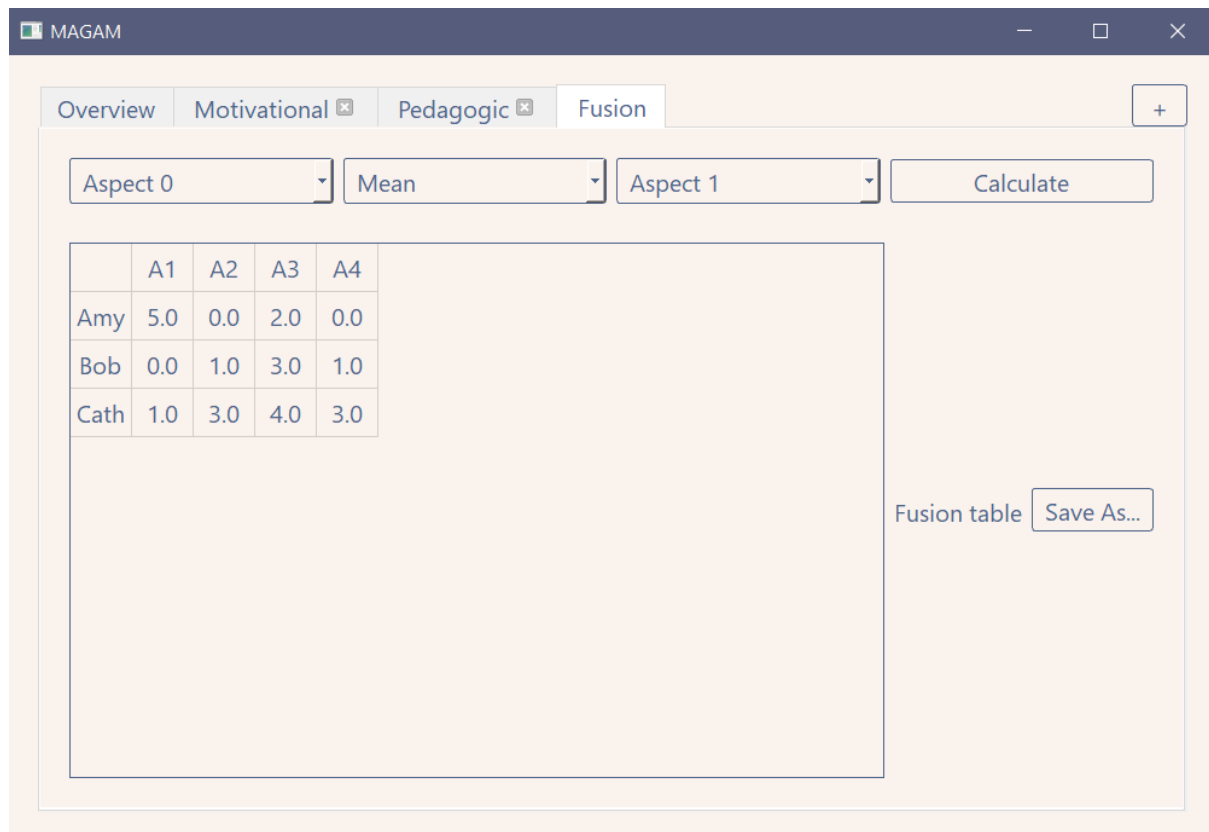 MAGAM
Overview Motivational Pedagogic Fusion +
Aspect 0 Mean Aspect 1 Calculate
A1 A2 A3 A4
Amy 5.0 0.0 2.0 0.0
Bob 0.0 1.0 3.0 1.0
Cath 1.0 3.0 4.0 3.0
Fusion table Save As...